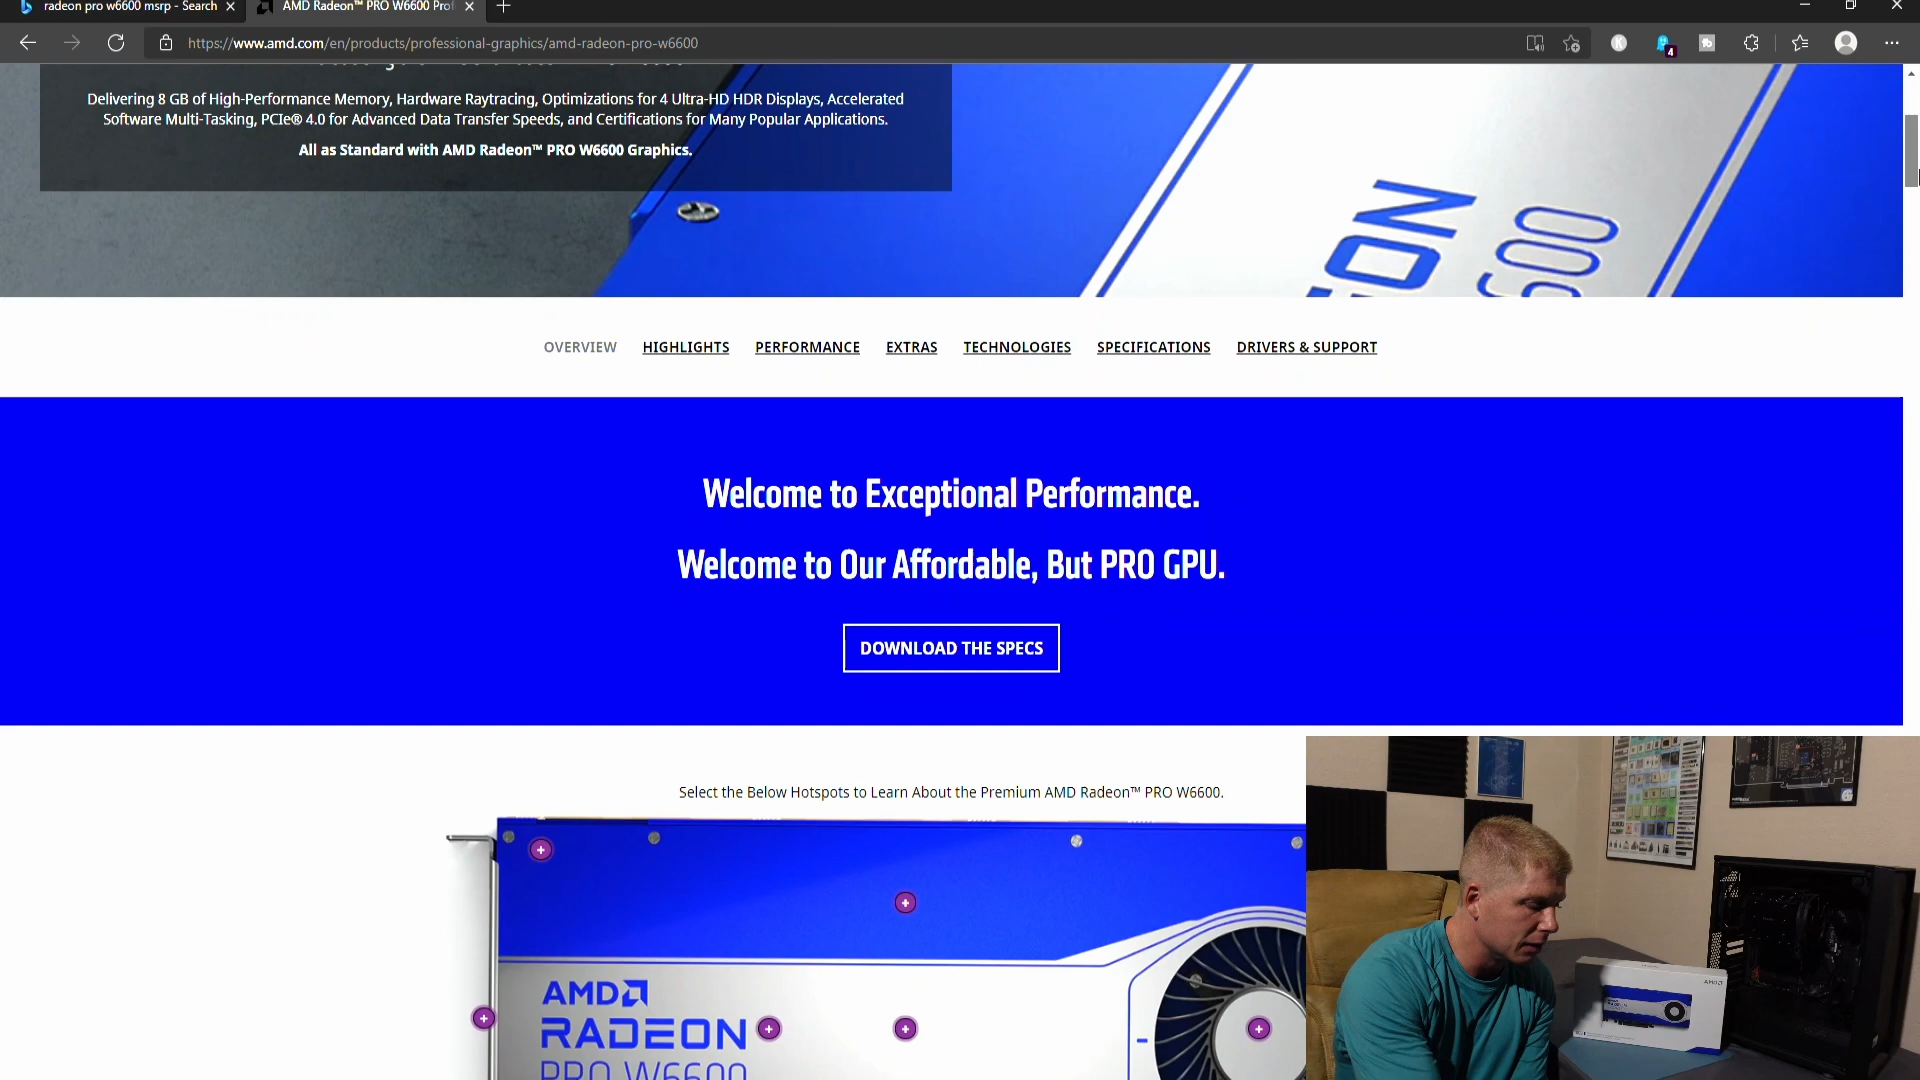 radeon pro w6600 msrp - Search
AMD Radeon™ PRO W6600 Prof
https://www.amd.com/en/products/professional-graphics/amd-radeon-pro-w6600
4
Delivering 8 GB of High-Performance Memory, Hardware Raytracing, Optimizations for 4 Ultra-HD HDR Displays, Accelerated
Software Multi-Tasking, PCIe® 4.0 for Advanced Data Transfer Speeds, and Certifications for Many Popular Applications.
All as Standard with AMD Radeon™ PRO W6600 Graphics.
OVERVIEW HIGHLIGHTS PERFORMANCE EXTRAS TECHNOLOGIES SPECIFICATIONS DRIVERS & SUPPORT
Welcome to Exceptional Performance.
Welcome to Our Affordable, But PRO GPU.
DOWNLOAD THE SPECS
Select the Below Hotspots to Learn About the Premium AMD Radeon™ PRO W6600.
AMD
RADEON
PRO W6600
AMD